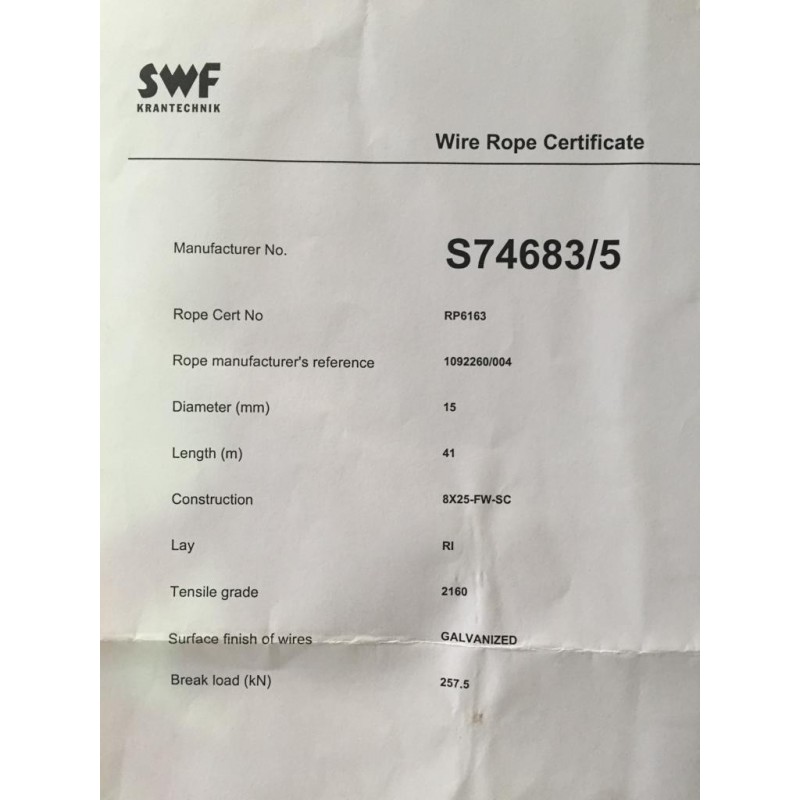 SWF
KRANTECHNIK
Wire Rope Certificate
Manufacturer No. S74683/5
Rope Cert No RP6163
Rope manufacturer's reference 1092260/004
Diameter (mm) 15
Length (m) 41
Construction 8X25-FW-SC
Lay RI
Tensile grade 2160
Surface finish of wires GALVANIZED
Break load (kN) 257.5